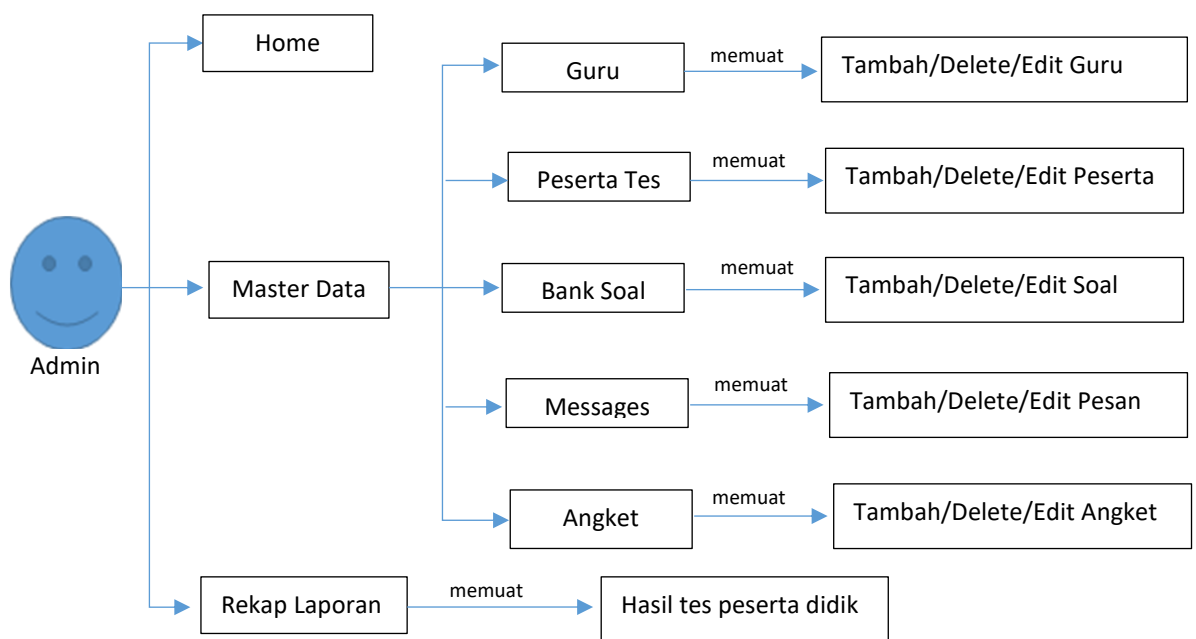 Home
Guru
memuat
Tambah/Delete/Edit Guru
Peserta Tes
memuat
Tambah/Delete/Edit Peserta
Admin
Master Data
Bank Soal
memuat
Tambah/Delete/Edit Soal
Messages
memuat
Tambah/Delete/Edit Pesan
Angket
memuat
Tambah/Delete/Edit Angket
Rekap Laporan
memuat
Hasil tes peserta didik